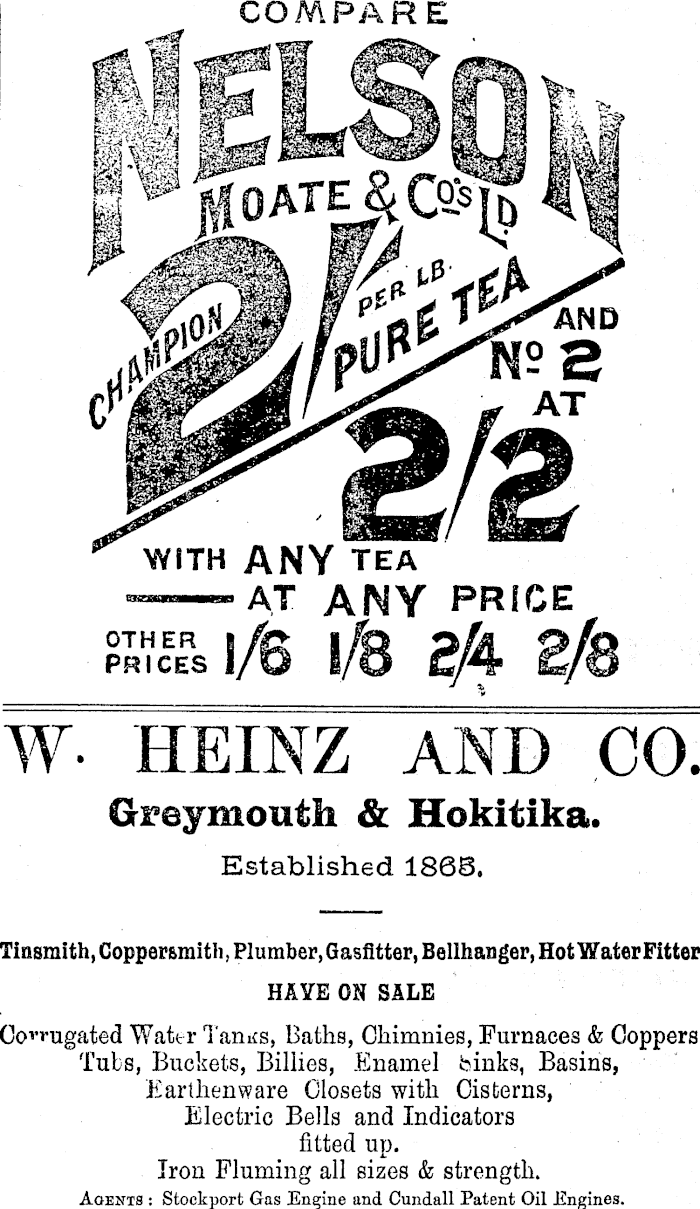 COMPARE
NELSON
MOATE & Co's LD.
CHAMPION 2/ PER LB.
PURE TEA
AND
No 2
AT
2/2
WITH ANY TEA
AT ANY PRICE
OTHER PRICES 1/6 1/8 2/4 2/8
W. HEINZ AND CO.
Greymouth & Hokitika.
Established 1865.
Tinsmith, Coppersmith, Plumber, Gasfitter, Bellhanger, Hot Water Fitter
HAVE ON SALE
Corrugated Water Tanks, Baths, Chimnies, Furnaces & Coppers
Tubs, Buckets, Billies, Enamel Sinks, Basins,
Earthenware Closets with Cisterns,
Electric Bells and Indicators
fitted up.
Iron Fluming all sizes & strength.
AGENTS : Stockport Gas Engine and Cundall Patent Oil Engines.